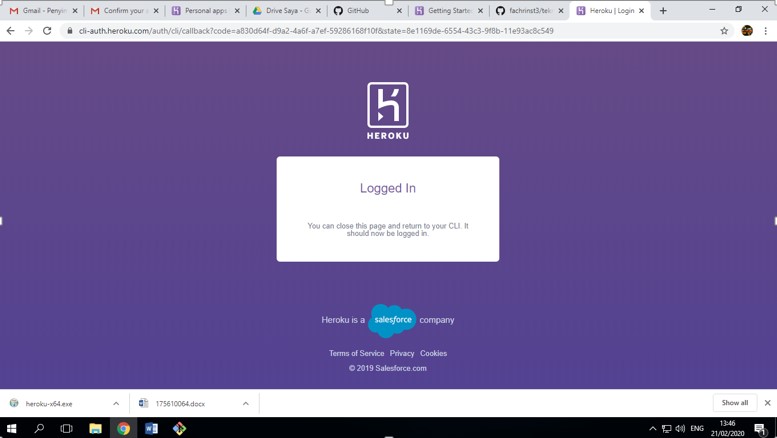 Gmail - Penyim
Confirm your a
Personal apps
Drive Saya - G
GitHub
Getting Starte
fachrinst3/tek
Heroku | Login
cli-auth.heroku.com/auth/cli/callback?code=a830d64f-d9a2-4a6f-a7ef-59286168f10f&state=8e1169de-6554-43c3-9f8b-11e93ac8c549
HEROKU
Logged In
You can close this page and return to your CLI. It
should now be logged in.
Heroku is a salesforce company
Terms of Service Privacy Cookies
© 2019 Salesforce.com
heroku-x64.exe
175610064.docx
Show all
ENG
13:46
21/02/2020